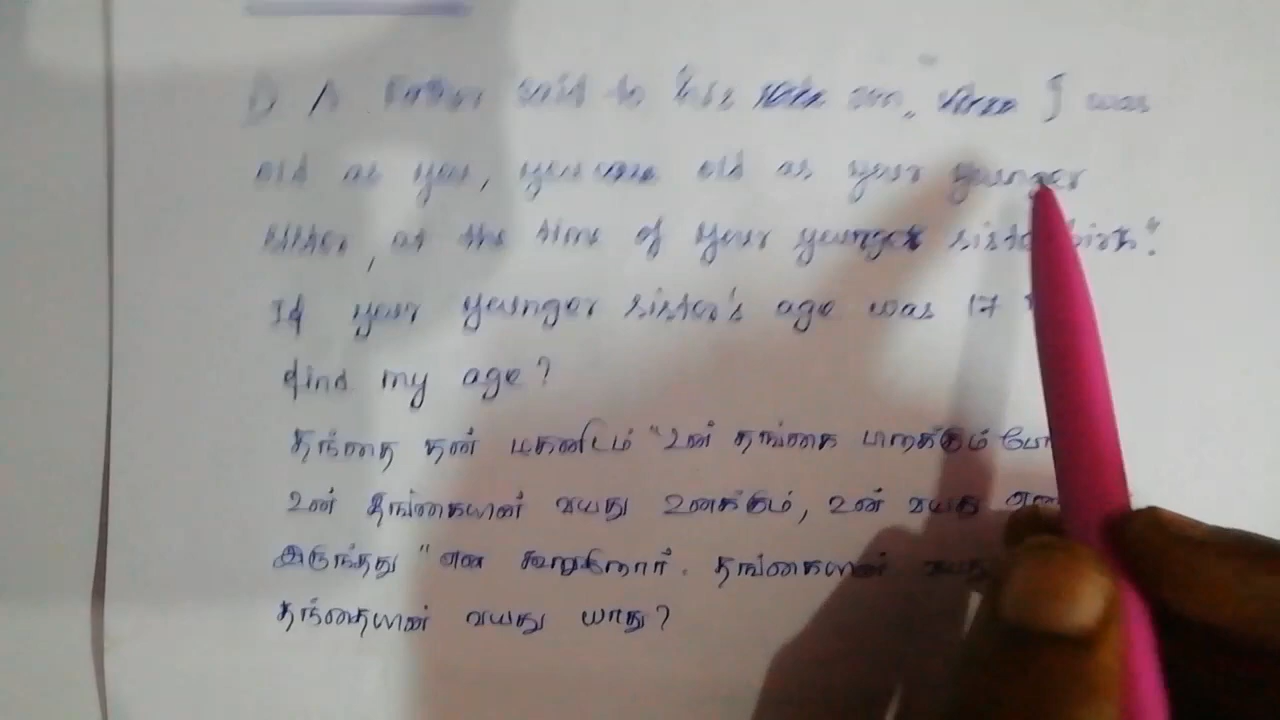 1) A Father said to his son, "When I was
old as you, you were old as your younger
sister, at the time of your younger sister birth".
If your younger sister's age was 17
find my age?
தந்தை தன் மகனிடம் "உன் தங்கை பிறக்கும்
உன் தங்கையின் வயது உனக்கும், உன் வயது
இருந்தது" என கூறுகிறார். தங்கையின்
தந்தையின் வயது யாது?